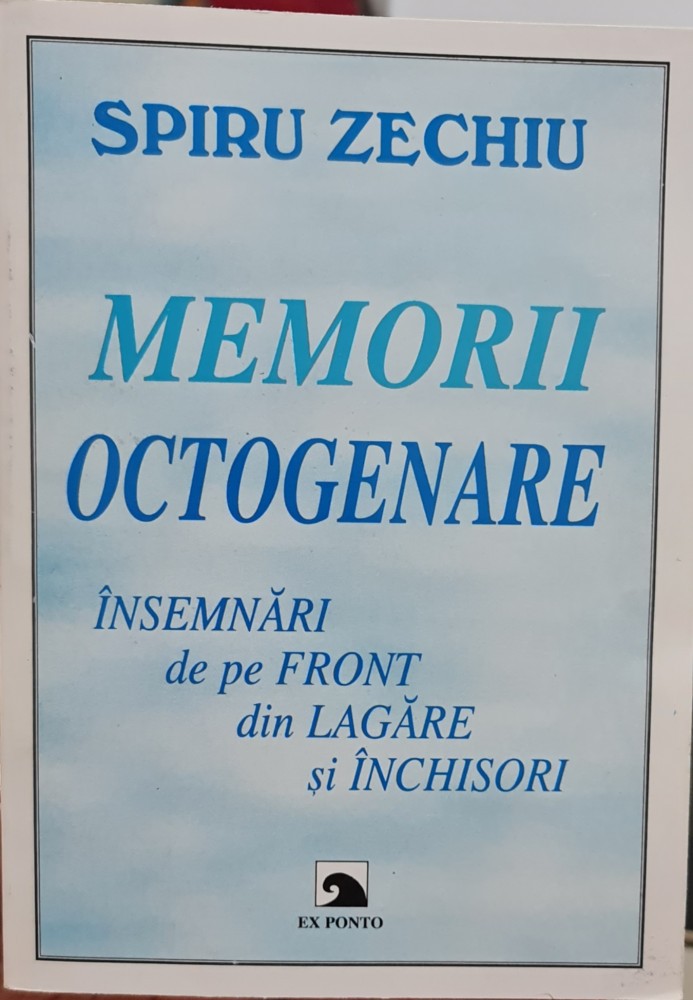 SPIRU ZECHIU
MEMORII
OCTOGENARE
ÎNSEMNĂRI
de pe FRONT
din LAGĂRE
și ÎNCHISORI
EX PONTO